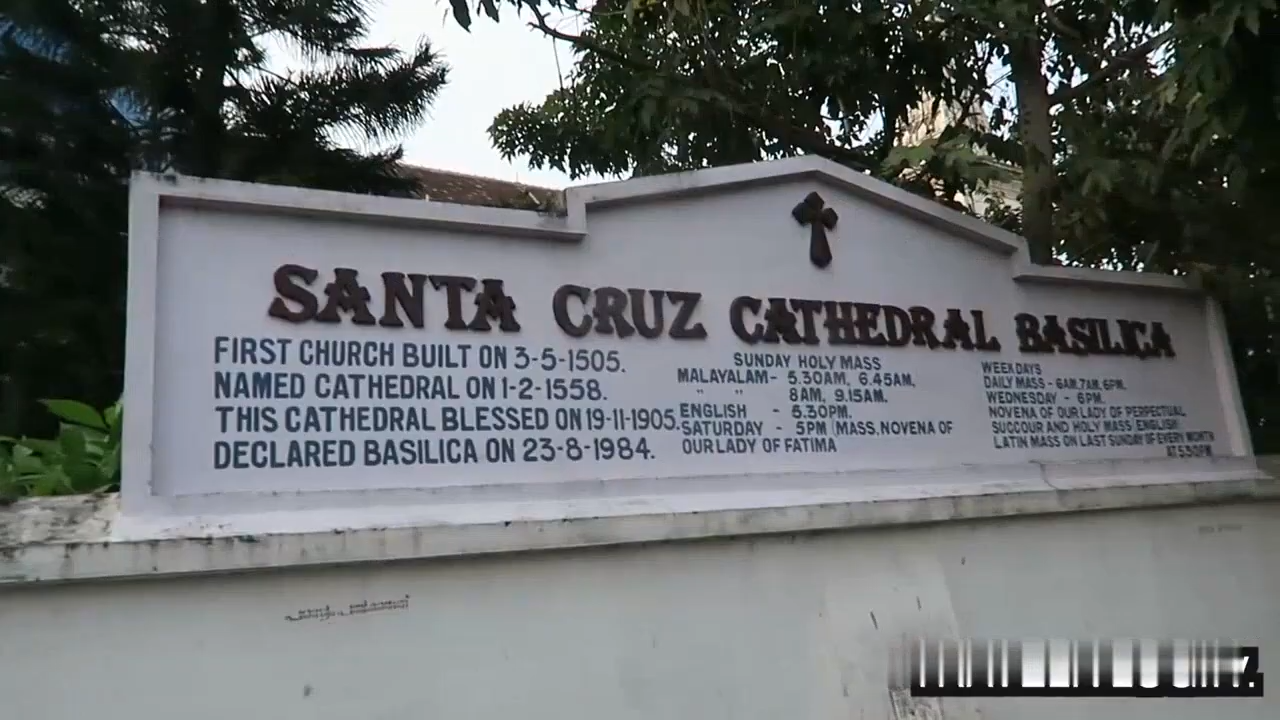 SANTA CRUZ CATHEDRAL BASILICA
FIRST CHURCH BUILT ON 3-5-1505.
NAMED CATHEDRAL ON 1-2-1558.
THIS CATHEDRAL BLESSED ON 19-11-1905.
DECLARED BASILICA ON 23-8-1984.
SUNDAY HOLY MASS
MALAYALAM- 5.30AM, 6.45AM,
" " 8AM, 9.15AM.
ENGLISH - 5.30PM.
SATURDAY - 5PM (MASS, NOVENA OF
OUR LADY OF FATIMA
WEEK DAYS
DAILY MASS - 6AM, 7AM, 6PM.
WEDNESDAY - 6PM.
NOVENA OF OUR LADY OF PERPECTUAL
SUCCOUR AND HOLY MASS ENGLISH
LATIN MASS ON LAST SUNDAY OF EVERY MONTH
AT 5.30PM